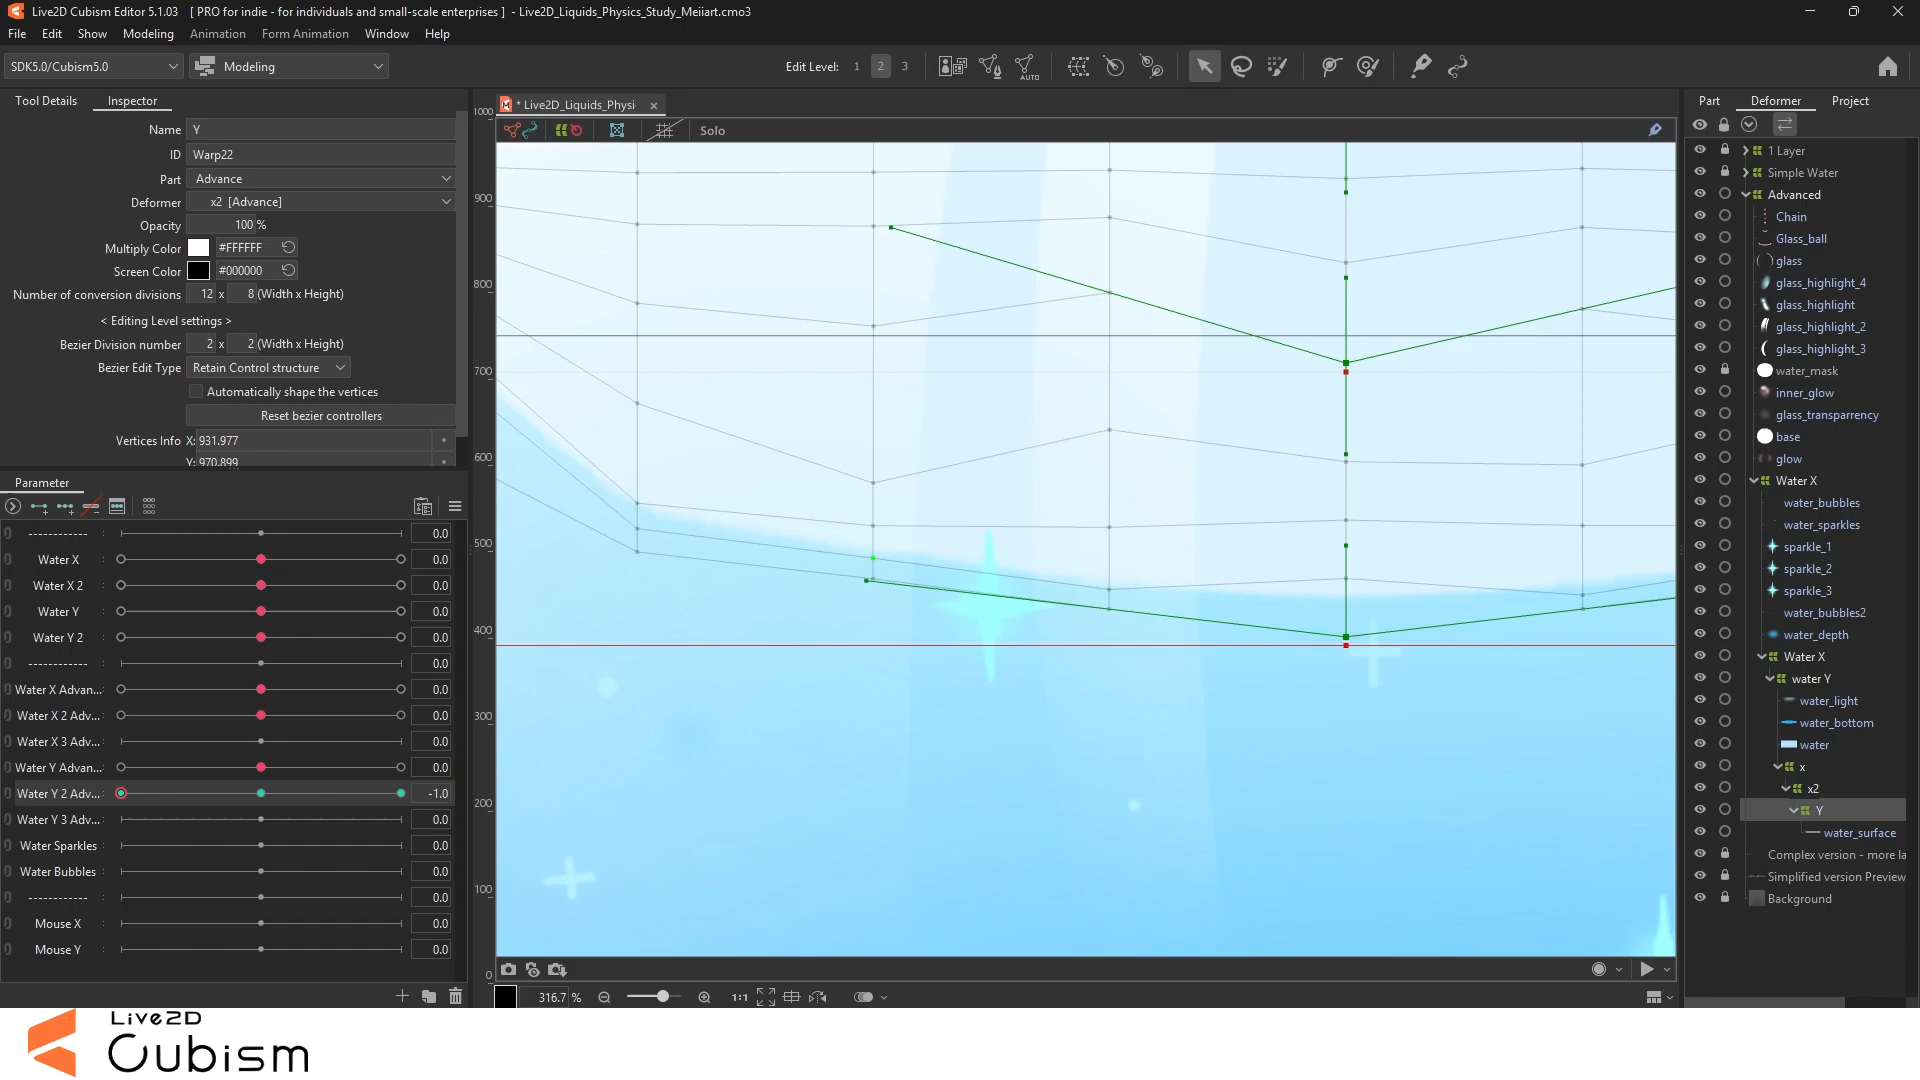 Live2D Cubism Editor 5.1.03 [ PRO for indie - for individuals and small-scale enterprises ] - Live2D_Liquids_Physics_Study_Meiiart.cmo3
File Edit Show Modeling Animation Form Animation Window Help
SDK5.0/Cubism5.0 Modeling Edit Level: 1 2 3 AUTO
Tool Details Inspector
Name Y
ID Warp22
Part Advance
Deformer x2 [Advance]
Opacity 100 %
Multiply Color #FFFFFF
Screen Color #000000
Number of conversion divisions 12 x 8 (Width x Height)
< Editing Level settings >
Bezier Division number 2 x 2 (Width x Height)
Bezier Edit Type Retain Control structure
Automatically shape the vertices
Reset bezier controllers
Vertices Info X: 931.977
Y: 970.899
Parameter
------------ : 0.0
Water X : 0.0
Water X 2 : 0.0
Water Y : 0.0
Water Y 2 : 0.0
------------ : 0.0
Water X Advan... : 0.0
Water X 2 Adv... : 0.0
Water X 3 Adv... : 0.0
Water Y Advan... : 0.0
Water Y 2 Adv... : -1.0
Water Y 3 Adv... : 0.0
Water Sparkles : 0.0
Water Bubbles : 0.0
------------ : 0.0
Mouse X : 0.0
Mouse Y : 0.0
* Live2D_Liquids_Physi
Solo
1000
900
800
700
600
500
400
300
200
100
0
316.7 % 1:1
Part Deformer Project
1 Layer
Simple Water
Advanced
Chain
Glass_ball
glass
glass_highlight_4
glass_highlight
glass_highlight_2
glass_highlight_3
water_mask
inner_glow
glass_transparrency
base
glow
Water X
water_bubbles
water_sparkles
sparkle_1
sparkle_2
sparkle_3
water_bubbles2
water_depth
Water X
water Y
water_light
water_bottom
water
x
x2
Y
water_surface
Complex version - more la
Simplified version Preview
Background
Live2D
Cubism